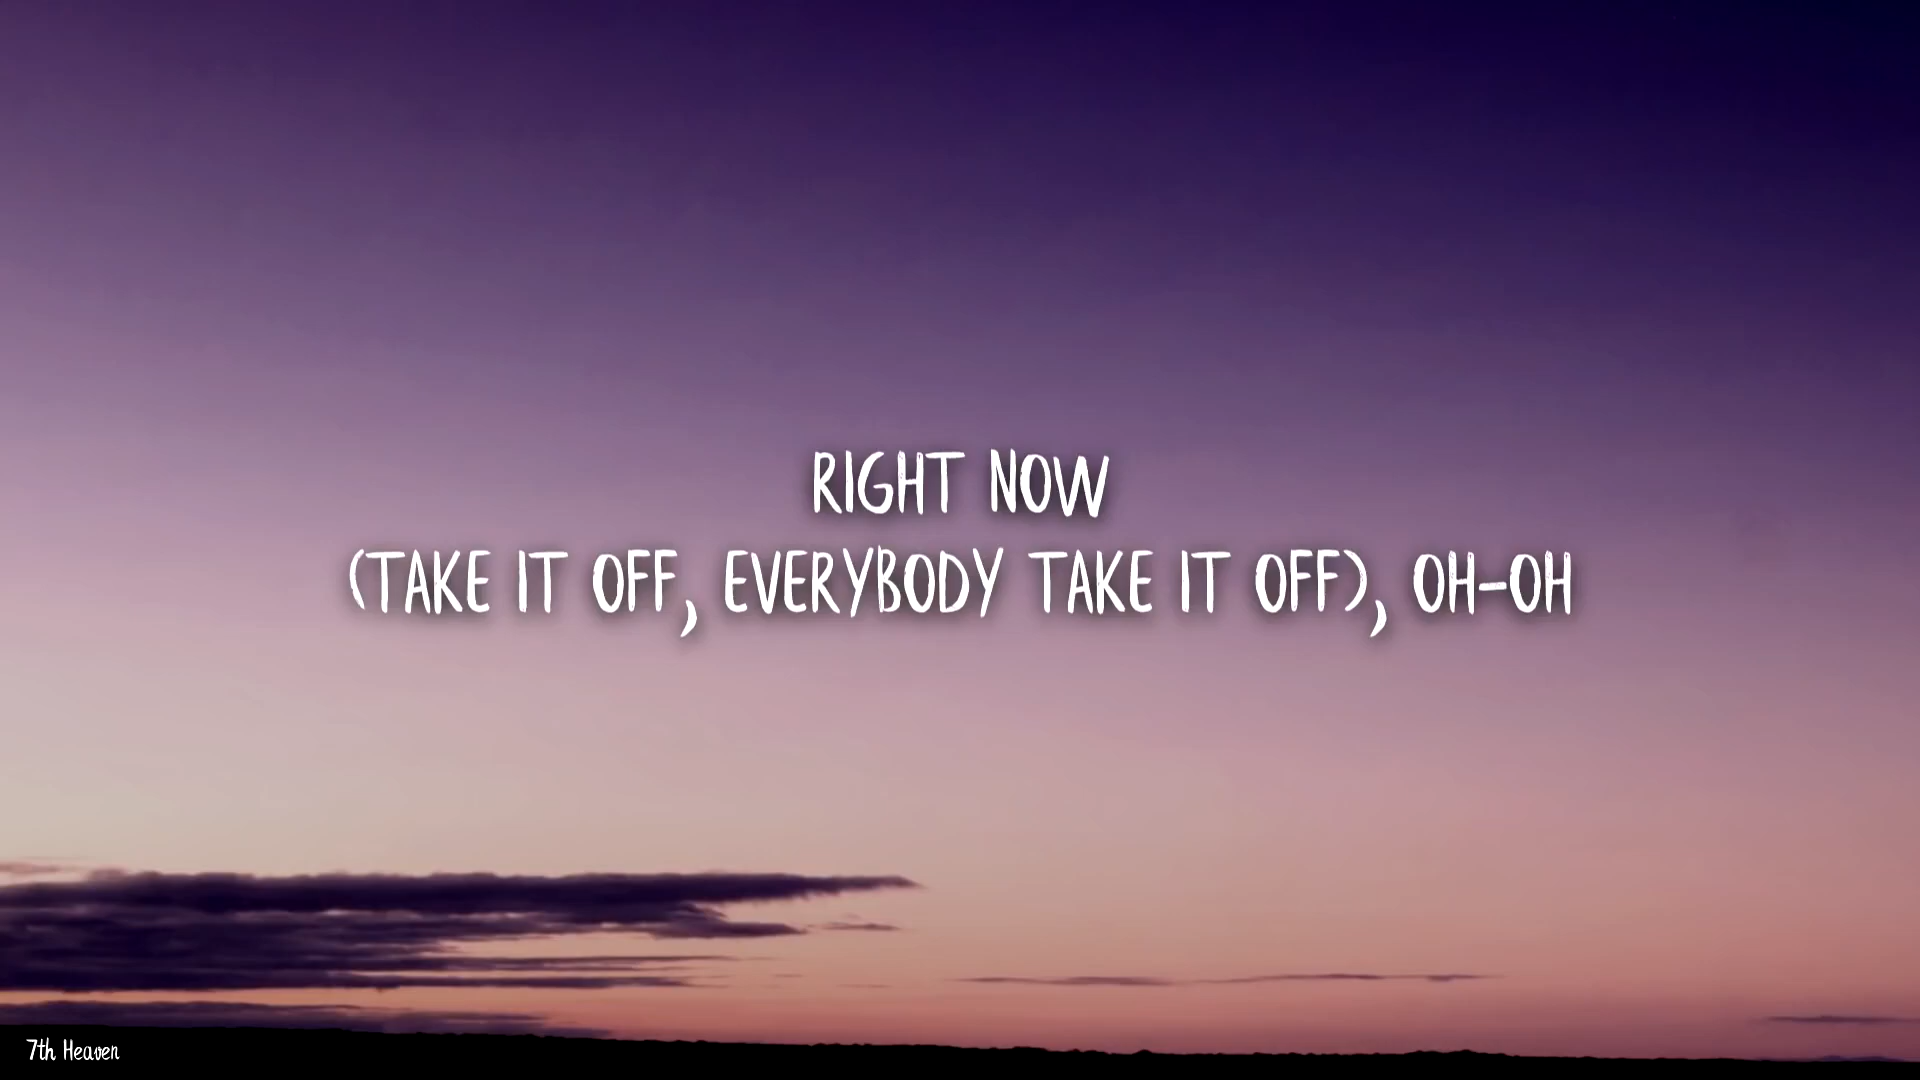 RIGHT NOW
(TAKE IT OFF, EVERYBODY TAKE IT OFF), OH-OH
7th Heaven